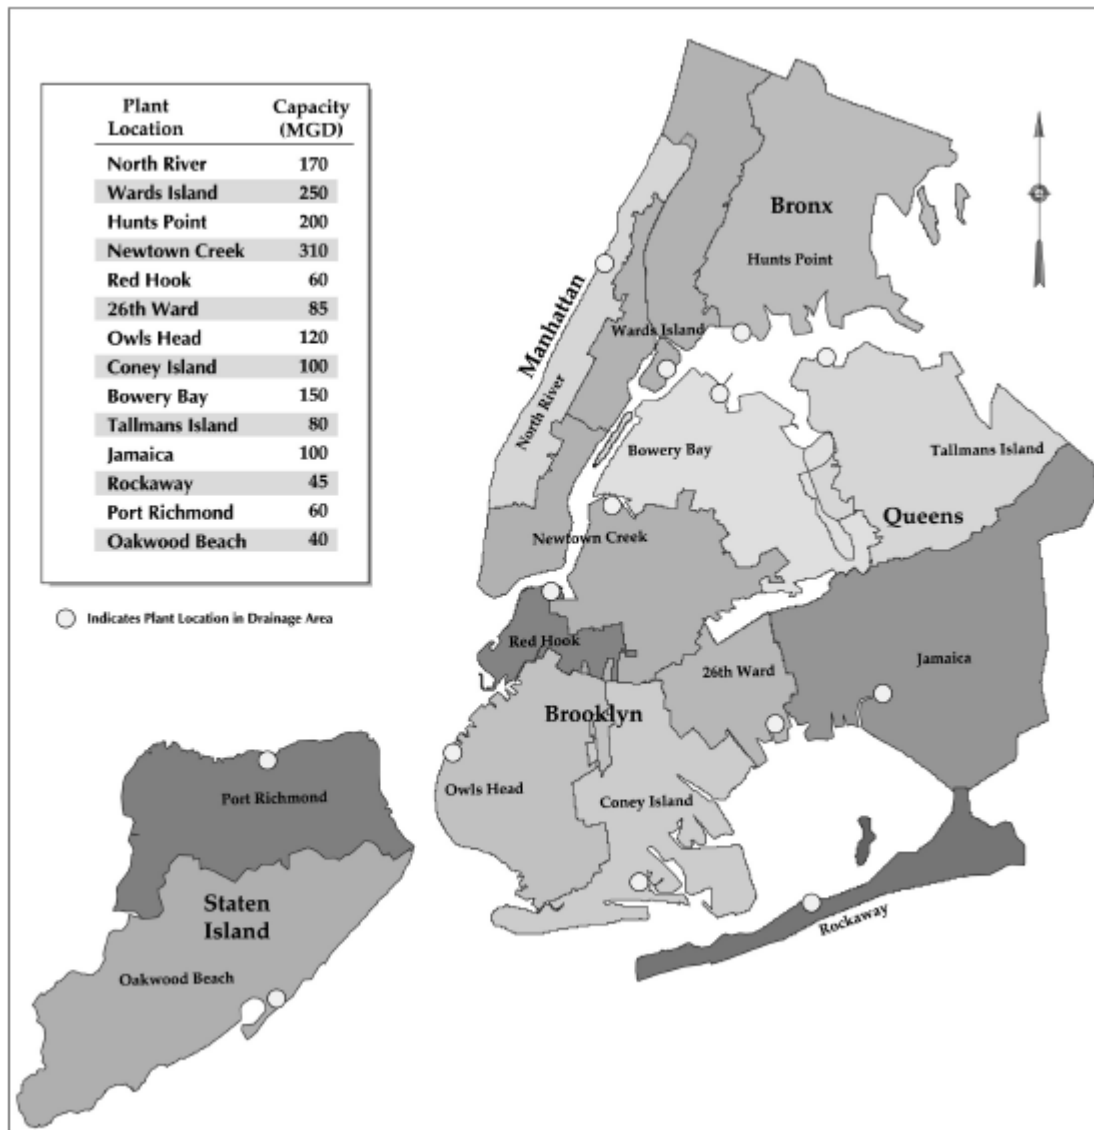 Plant Location
Capacity (MGD)
North River 170
Wards Island 250
Hunts Point 200
Newtown Creek 310
Red Hook 60
26th Ward 85
Owls Head 120
Coney Island 100
Bowery Bay 150
Tallmans Island 80
Jamaica 100
Rockaway 45
Port Richmond 60
Oakwood Beach 40
Indicates Plant Location in Drainage Area
Bronx
Hunts Point
Manhattan
Wards Island
North River
Bowery Bay
Tallmans Island
Queens
Newtown Creek
Red Hook
Jamaica
26th Ward
Brooklyn
Owls Head
Coney Island
Port Richmond
Staten
Island
Rockaway
Oakwood Beach